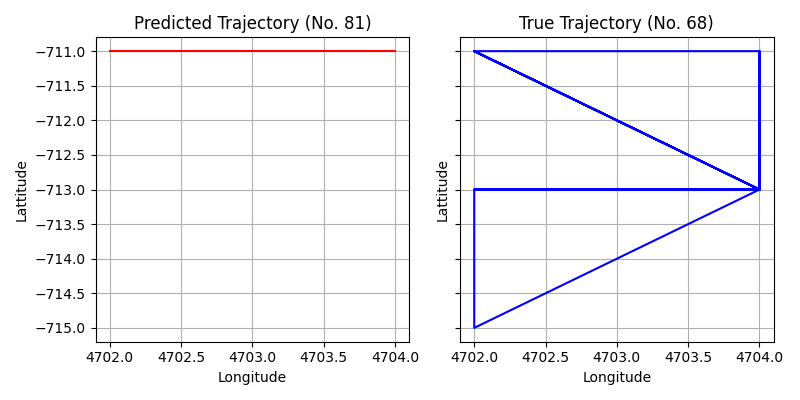 Predicted Trajectory (No. 81)
True Trajectory (No. 68)
−711.0
−711.5
−712.0
−712.5
−713.0
−713.5
−714.0
−714.5
−715.0
Lattitude
Lattitude
4702.0 4702.5 4703.0 4703.5 4704.0
4702.0 4702.5 4703.0 4703.5 4704.0
Longitude
Longitude